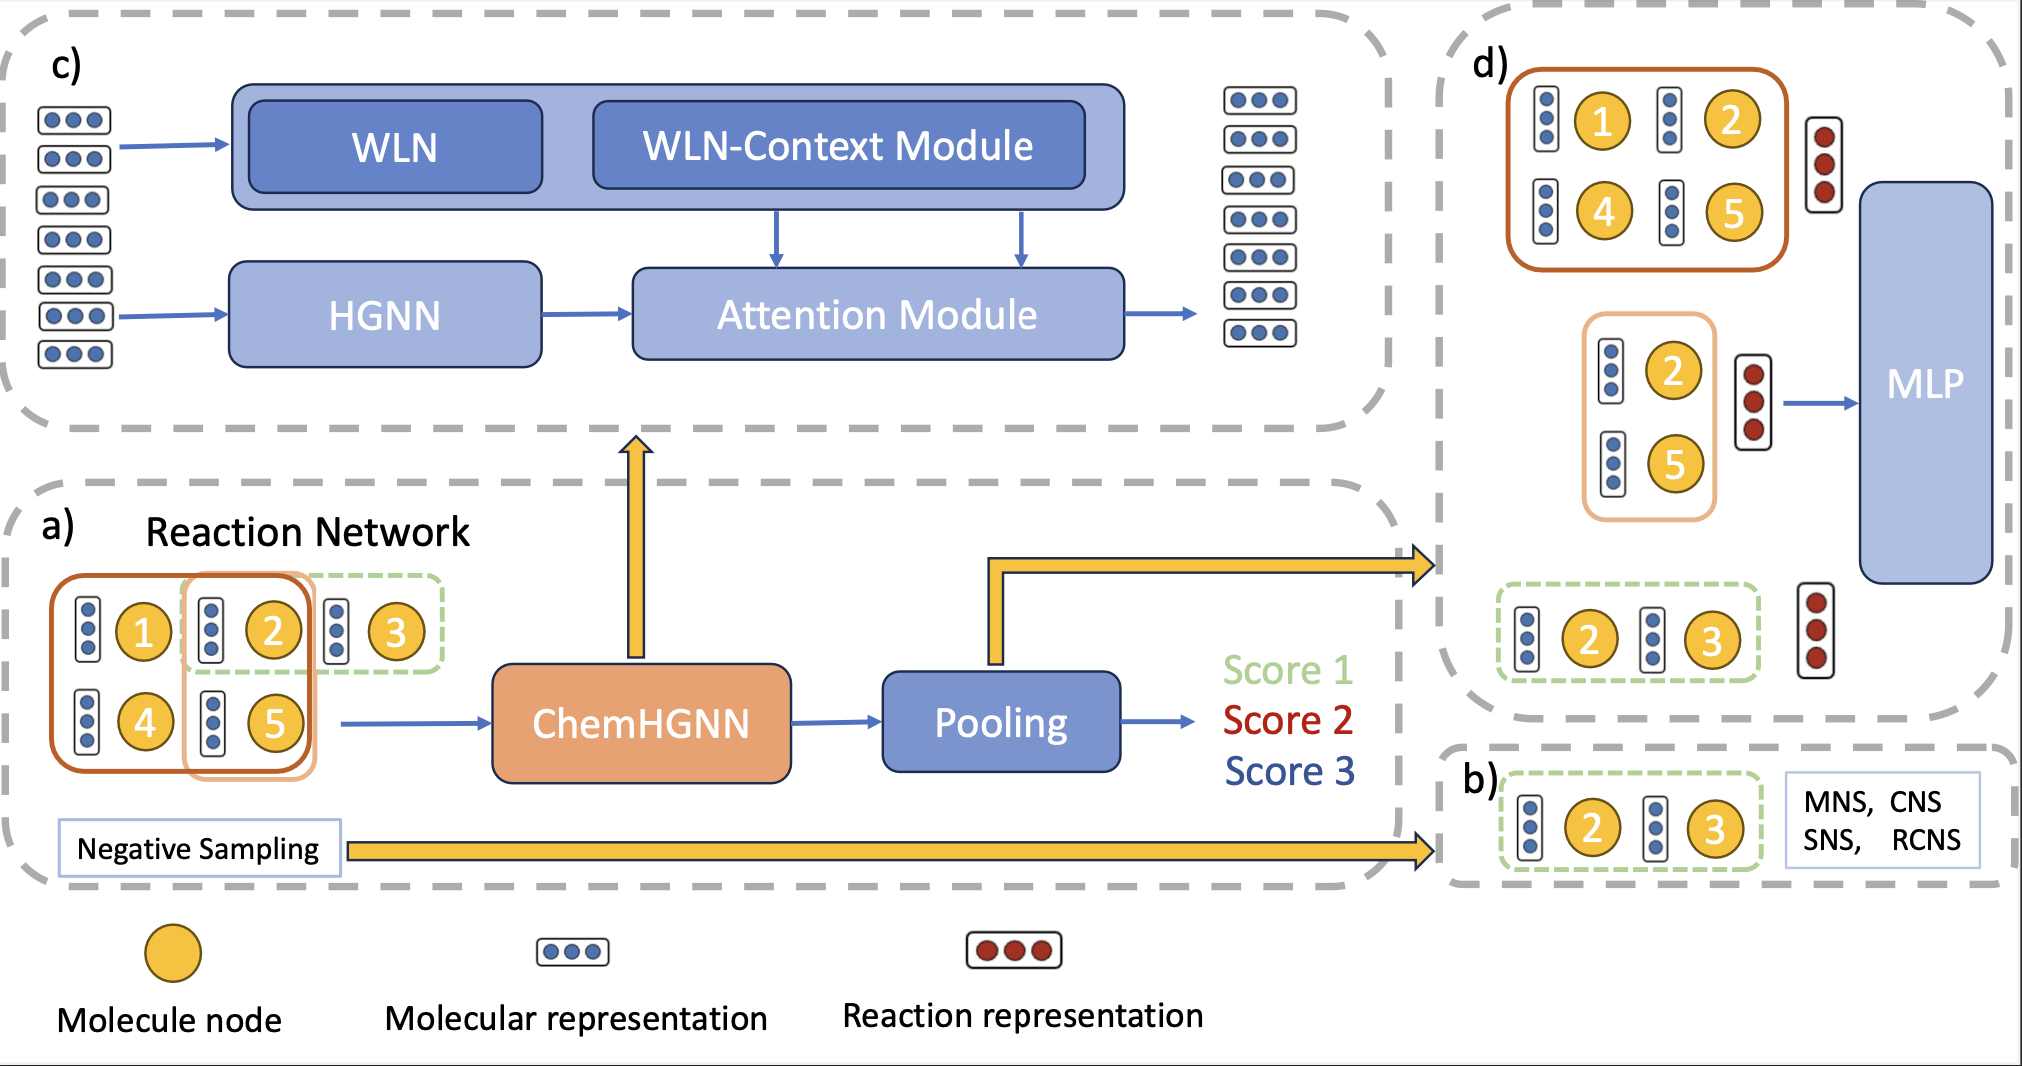 c)
WLN
WLN-Context Module
HGNN
Attention Module
a)
Reaction Network
1
2
3
4
5
ChemHGNN
Pooling
Score 1
Score 2
Score 3
Negative Sampling
d)
1
2
4
5
2
5
MLP
2
3
b)
2
3
MNS, CNS
SNS, RCNS
Molecule node
Molecular representation
Reaction representation